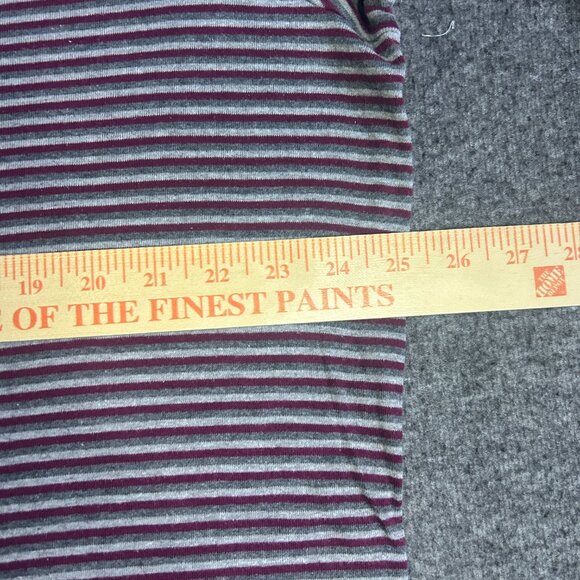 19 20 21 22 23 24 25 26 27
OF THE FINEST PAINTS